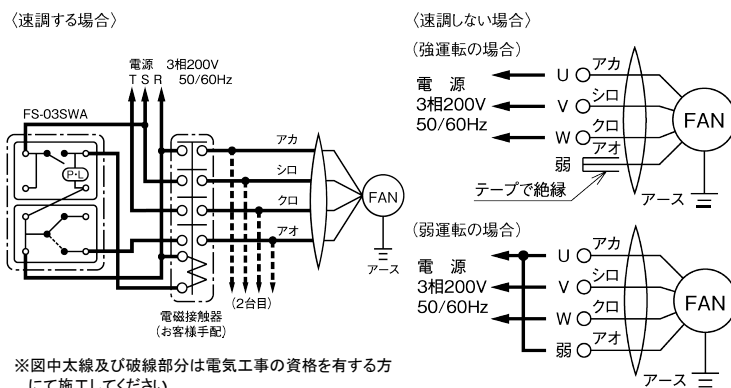 〈速調する場合〉
電源 3相200V
T S R 50/60Hz
FS-03SWA
P・L
アカ
シロ
クロ
アオ
FAN
アース
(2台目)
電磁接触器
(お客様手配)
※図中太線及び破線部分は電気工事の資格を有する方
にて施工してください
〈速調しない場合〉
(強運転の場合)
電 源
3相200V
50/60Hz
U
アカ
V
シロ
W
クロ
弱
アオ
FAN
テープで絶縁
アース
(弱運転の場合)
電 源
3相200V
50/60Hz
U
アカ
V
シロ
W
クロ
弱
アオ
FAN
アース